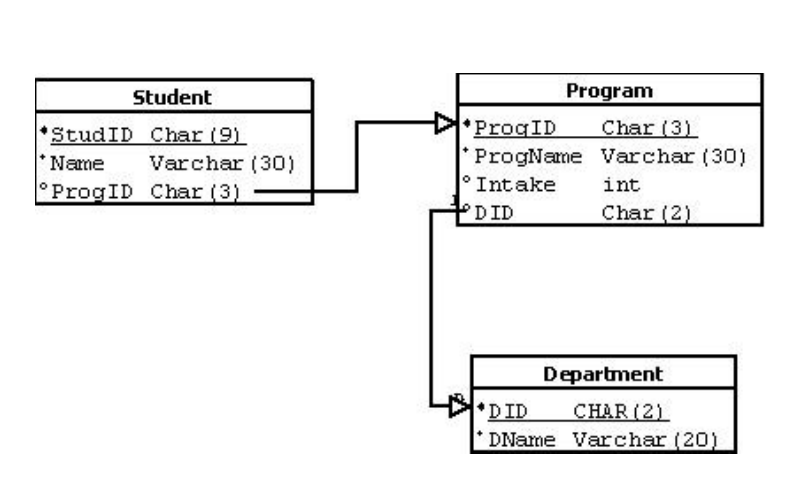 Student
*StudID Char(9)
*Name Varchar(30)
°ProgID Char(3)
Program
*ProgID Char(3)
*ProgName Varchar(30)
°Intake int
°DID Char(2)
Department
*DID CHAR(2)
*DName Varchar(20)